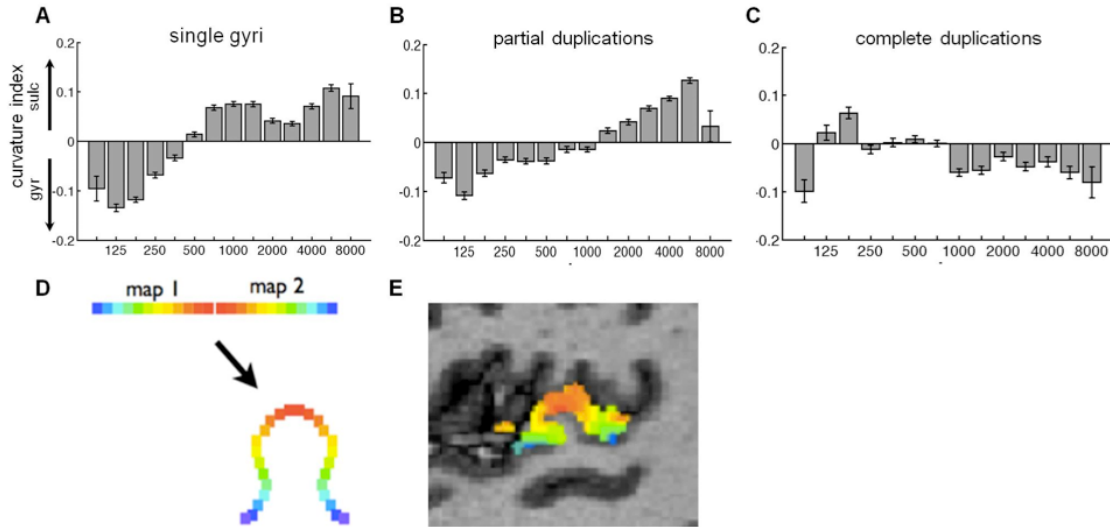 A
single gyri
0.2
0.1
0
-0.1
-0.2
curvature index
sulc
gyr
125 250 500 1000 2000 4000 8000
B
partial duplications
0.2
0.1
0
-0.1
-0.2
125 250 500 1000 2000 4000 8000
C
complete duplications
0.2
0.1
0
-0.1
-0.2
125 250 500 1000 2000 4000 8000
D
map 1 map 2
E